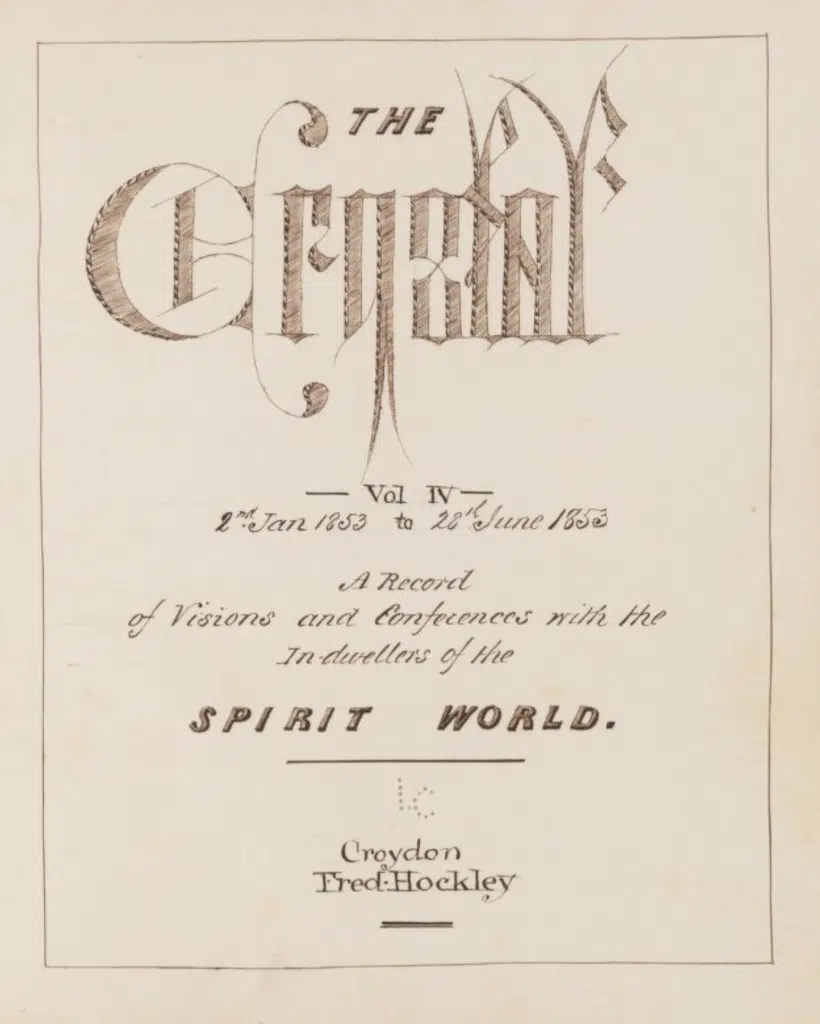 THE
Crystal
— Vol IV —
2nd Jan 1853 to 28th June 1853
A Record
of Visions and Conferences with the
In-dwellers of the
SPIRIT WORLD.
LC
Croydon
Fred. Hockley